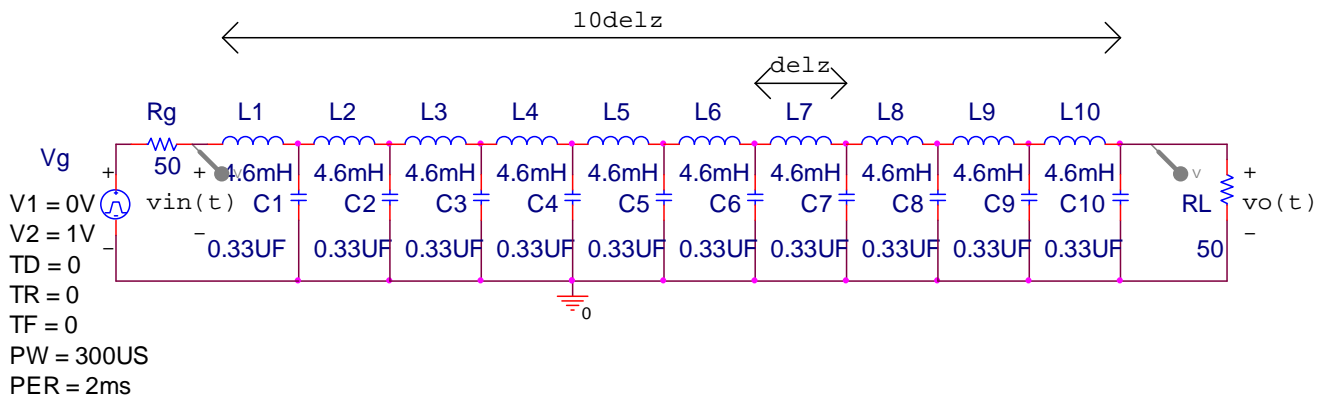 10delz
delz
Rg L1 L2 L3 L4 L5 L6 L7 L8 L9 L10
Vg 50 4.6mH 4.6mH 4.6mH 4.6mH 4.6mH 4.6mH 4.6mH 4.6mH 4.6mH 4.6mH
+ + V V +
V1 = 0V vin(t) C1 C2 C3 C4 C5 C6 C7 C8 C9 C10 RL vo(t)
V2 = 1V
− − −
0.33UF 0.33UF 0.33UF 0.33UF 0.33UF 0.33UF 0.33UF 0.33UF 0.33UF 0.33UF 50
TD = 0
TR = 0
0
TF = 0
PW = 300US
PER = 2ms